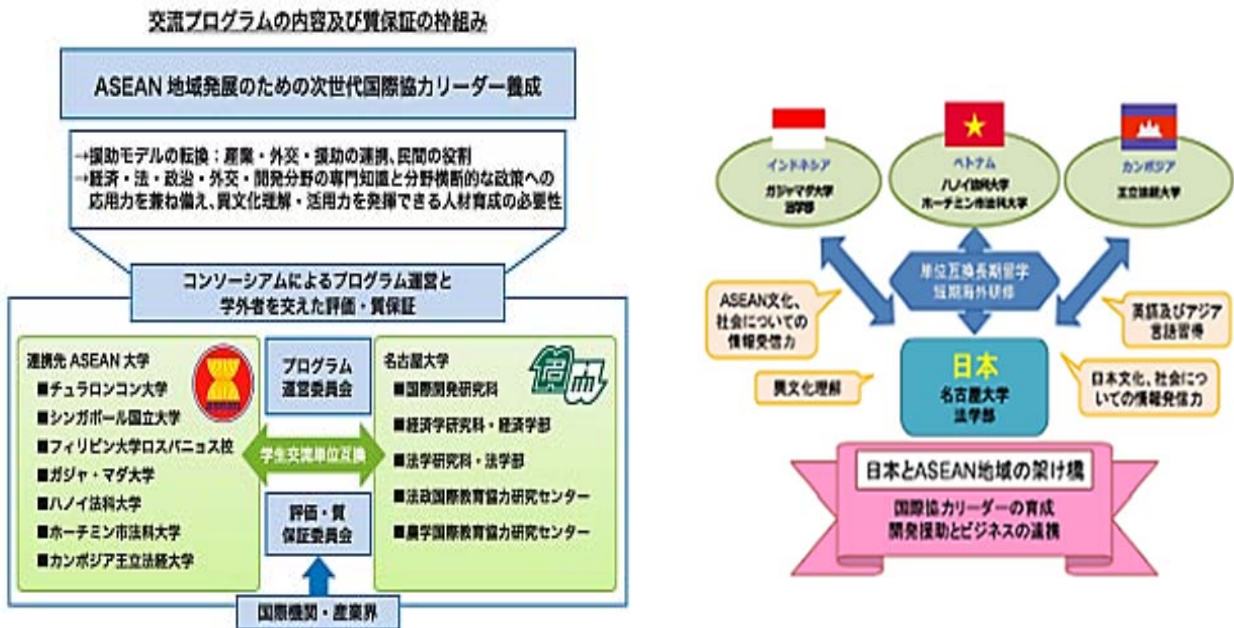 交流プログラムの内容及び質保証の枠組み
ASEAN 地域発展のための次世代国際協力リーダー養成
→援助モデルの転換：産業・外交・援助の連携、民間の役割
→経済・法・政治・外交・開発分野の専門知識と分野横断的な政策への
応用力を兼ね備え、異文化理解・活用力を発揮できる人材育成の必要性
コンソーシアムによるプログラム運営と
学外者を交えた評価・質保証
連携先 ASEAN 大学
■チュラロンコン大学
■シンガポール国立大学
■フィリピン大学ロスバニョス校
■ガジャ・マダ大学
■ハノイ法科大学
■ホーチミン市法科大学
■カンボジア王立法経大学
プログラム
運営委員会
学生交流単位互換
評価・質
保証委員会
名古屋大学
■国際開発研究科
■経済学研究科・経済学部
■法学研究科・法学部
■法政国際教育協力研究センター
■農学国際教育協力研究センター
国際機関・産業界
インドネシア
ガジャマダ大学
法学部
ベトナム
ハノイ法科大学
ホーチミン市法科大学
カンボジア
王立法経大学
単位互換長期留学
短期海外研修
ASEAN文化、
社会についての
情報発信力
英語及びアジア
言語習得
異文化理解
日本
名古屋大学
法学部
日本文化、社会につ
いての情報発信力
日本とASEAN地域の架け橋
国際協力リーダーの育成
開発援助とビジネスの連携